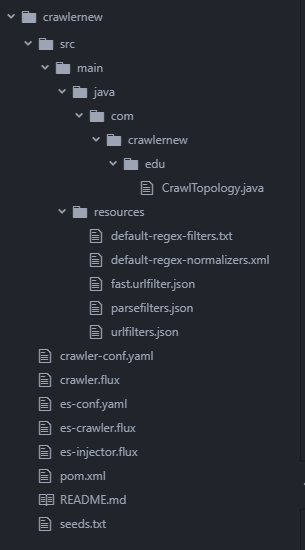 crawlernew
src
main
java
com
crawlernew
edu
CrawlTopology.java
resources
default-regex-filters.txt
default-regex-normalizers.xml
fast.urlfilter.json
parsefilters.json
urlfilters.json
crawler-conf.yaml
crawler.flux
es-conf.yaml
es-crawler.flux
es-injector.flux
pom.xml
README.md
seeds.txt